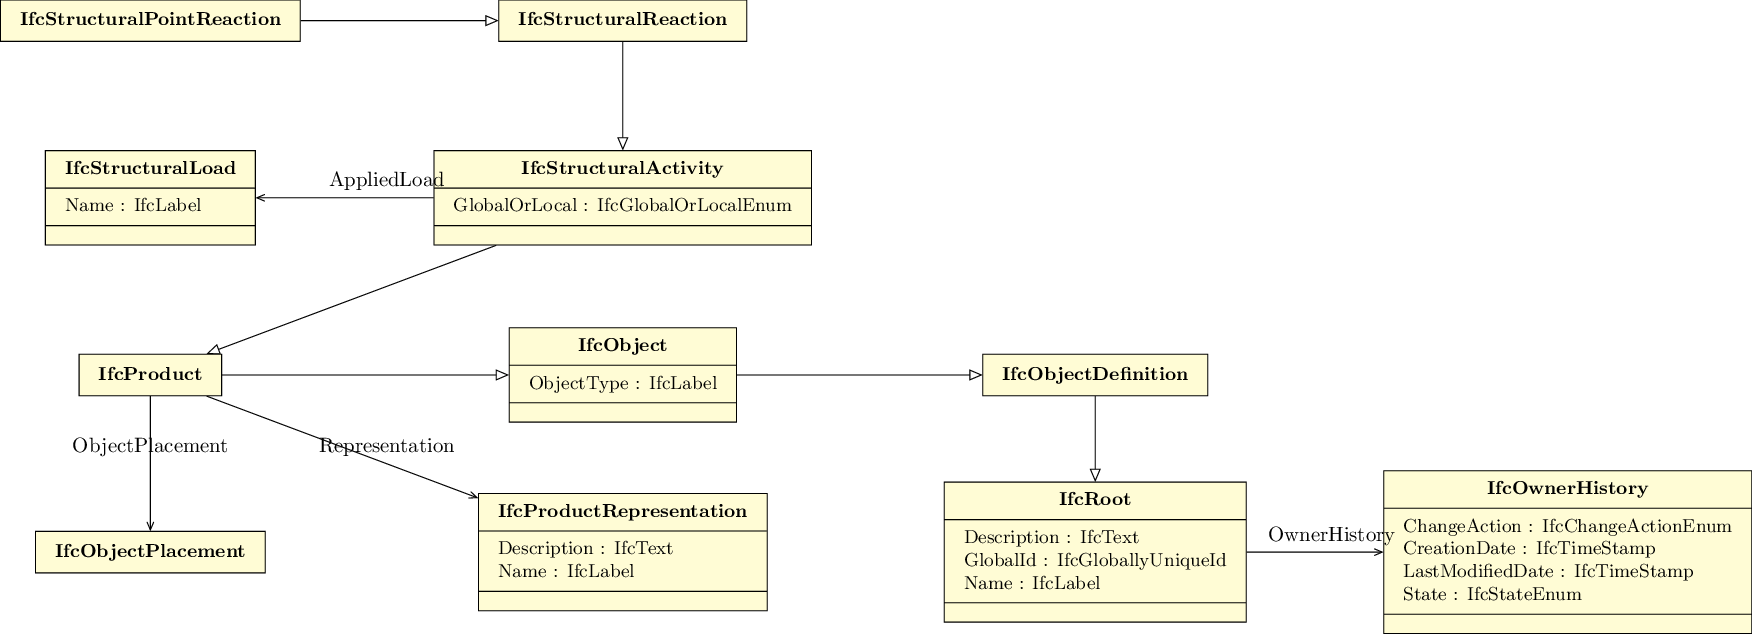 IfcStructuralPointReaction
IfcStructuralReaction
IfcStructuralLoad
Name : IfcLabel
AppliedLoad
IfcStructuralActivity
GlobalOrLocal : IfcGlobalOrLocalEnum
IfcProduct
IfcObject
ObjectType : IfcLabel
IfcObjectDefinition
ObjectPlacement
Representation
IfcObjectPlacement
IfcProductRepresentation
Description : IfcText
Name : IfcLabel
IfcRoot
Description : IfcText
GlobalId : IfcGloballyUniqueId
Name : IfcLabel
OwnerHistory
IfcOwnerHistory
ChangeAction : IfcChangeActionEnum
CreationDate : IfcTimeStamp
LastModifiedDate : IfcTimeStamp
State : IfcStateEnum